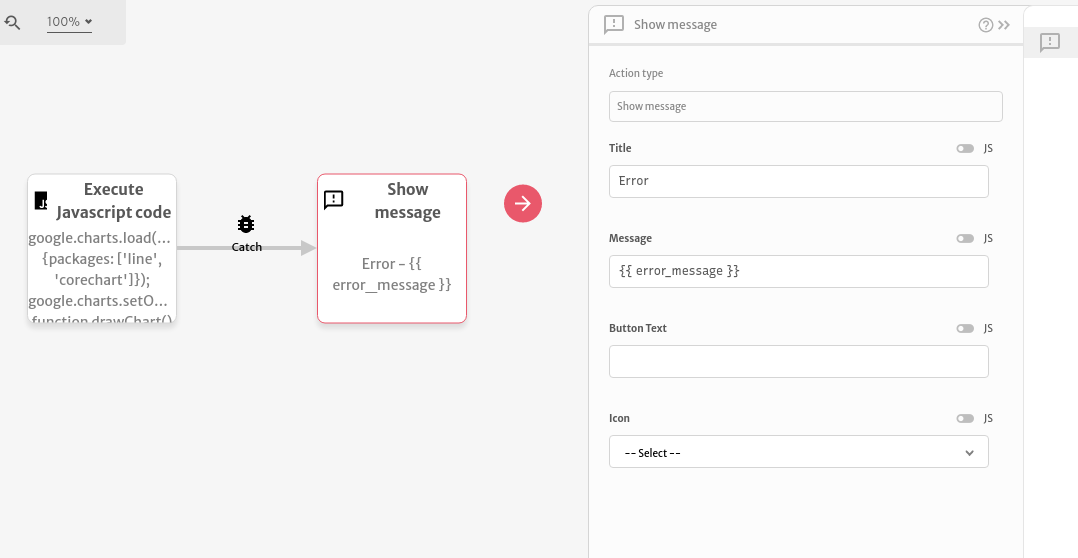 100%
Execute
Javascript code
google.charts.load(...
{packages: ['line',
'corechart']});
google.charts.setO...
function drawChart()
Catch
Show
message
Error - {{
error_message }}
Show message
Action type
Show message
Title
JS
Error
Message
JS
{{ error_message }}
Button Text
JS
Icon
JS
-- Select --